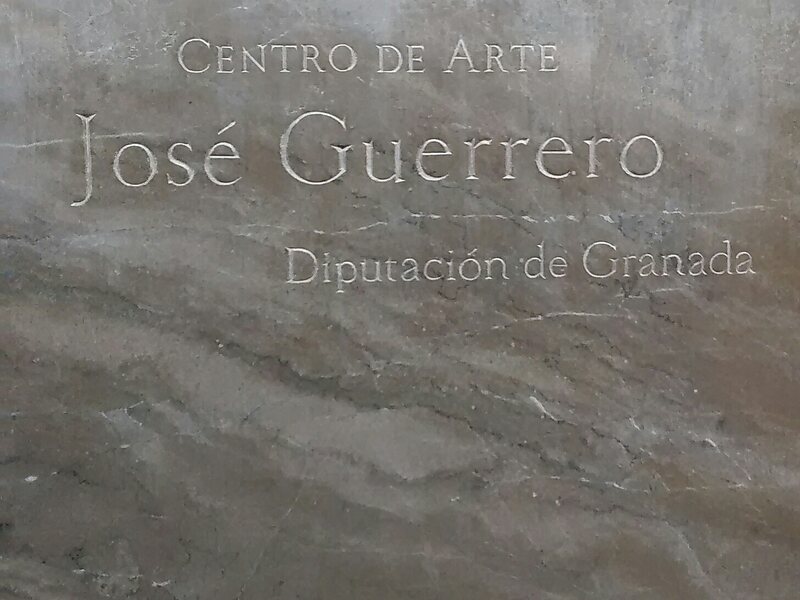 CENTRO DE ARTE
José Guerrero
Diputación de Granada